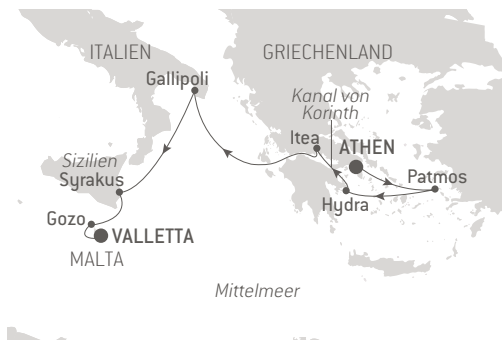 ITALIEN
GRIECHENLAND
Gallipoli
Kanal von
Korinth
Itea
ATHEN
Sizilien
Syrakus
Patmos
Hydra
Gozo
VALLETTA
MALTA
Mittelmeer